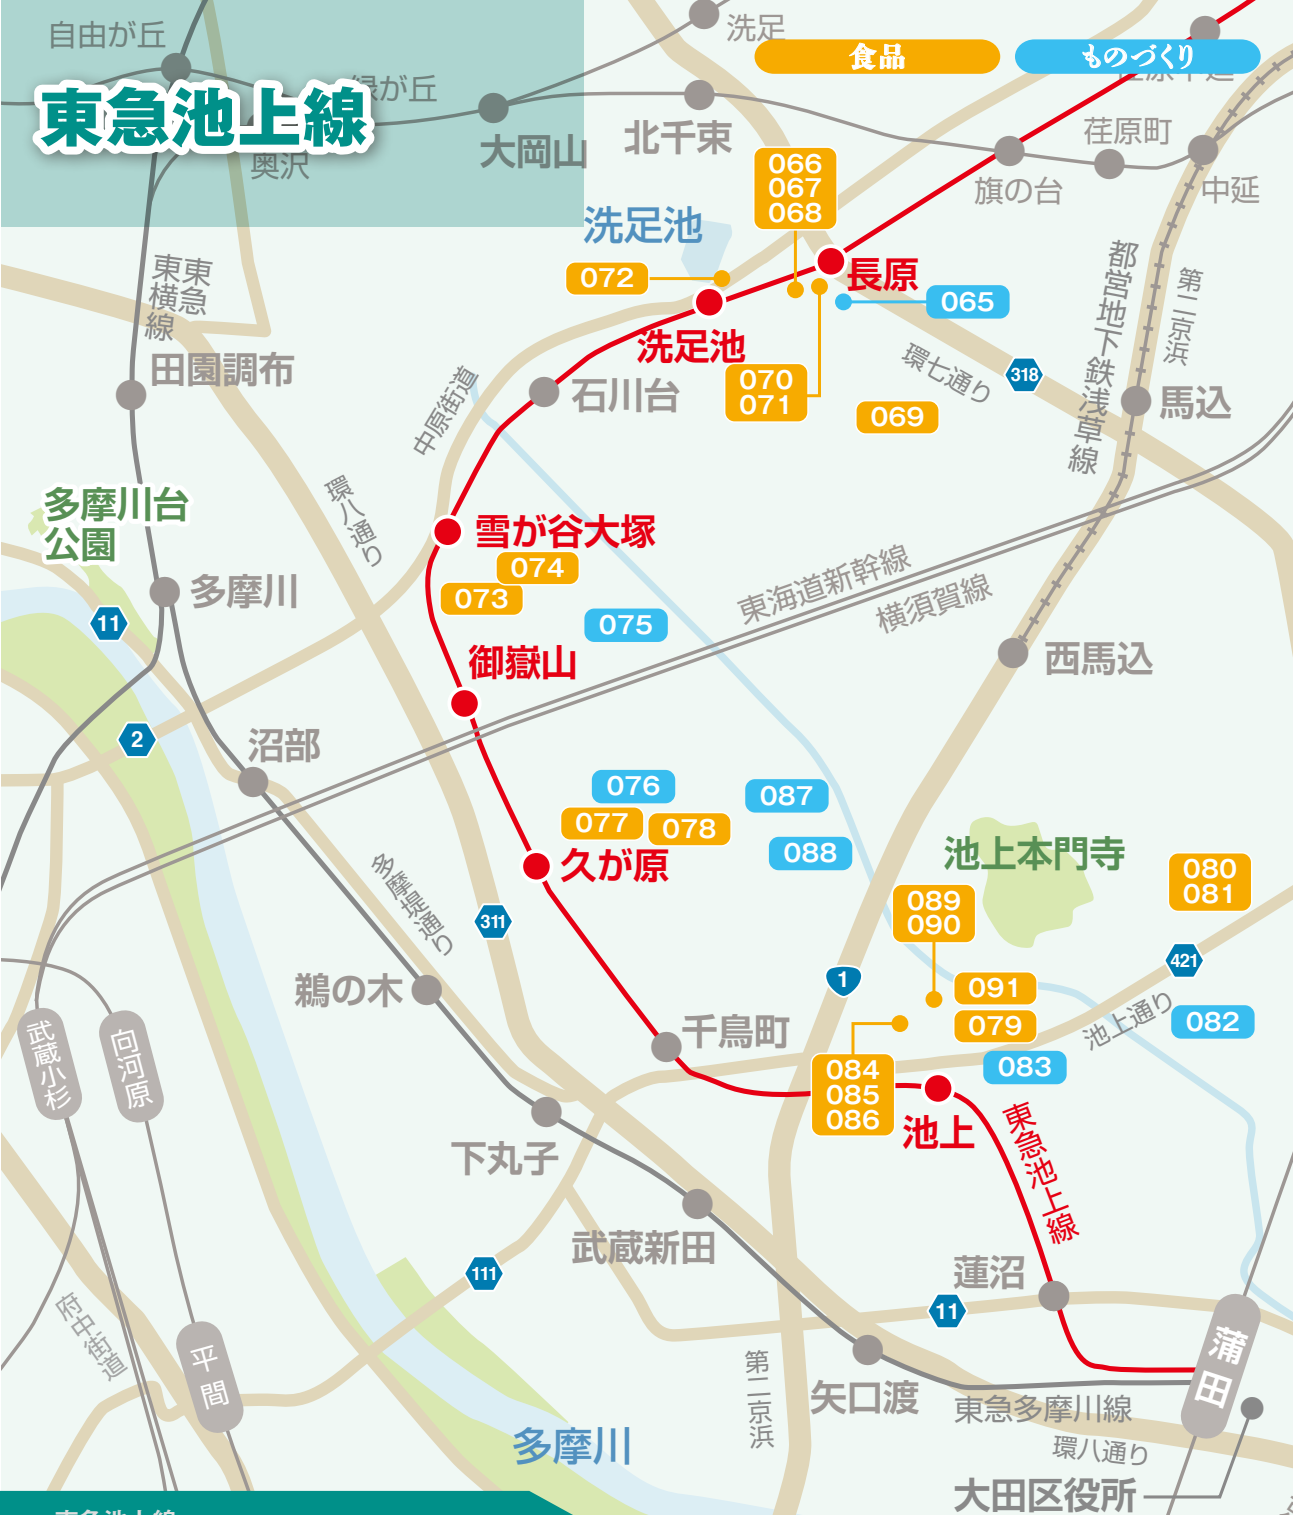 東急池上線
食品
ものづくり
自由が丘
緑が丘
奥沢
大岡山
洗足
北千束
荏原中延
荏原町
旗の台
中延
066
067
068
洗足池
072
長原
065
洗足池
070
071
069
環七通り
318
都営地下鉄浅草線
第二京浜
馬込
東急
東横線
田園調布
石川台
中原街道
環八通り
多摩川台
公園
雪が谷大塚
074
073
075
多摩川
11
御嶽山
東海道新幹線
横須賀線
西馬込
2
沼部
076
077
078
087
088
久が原
池上本門寺
080
081
089
090
多摩堤通り
311
421
1
鵜の木
091
079
池上通り
082
083
千鳥町
084
085
086
池上
東急池上線
武蔵小杉
向河原
下丸子
武蔵新田
蓮沼
111
11
府中街道
平間
蒲田
第二京浜
矢口渡
東急多摩川線
環八通り
多摩川
大田区役所